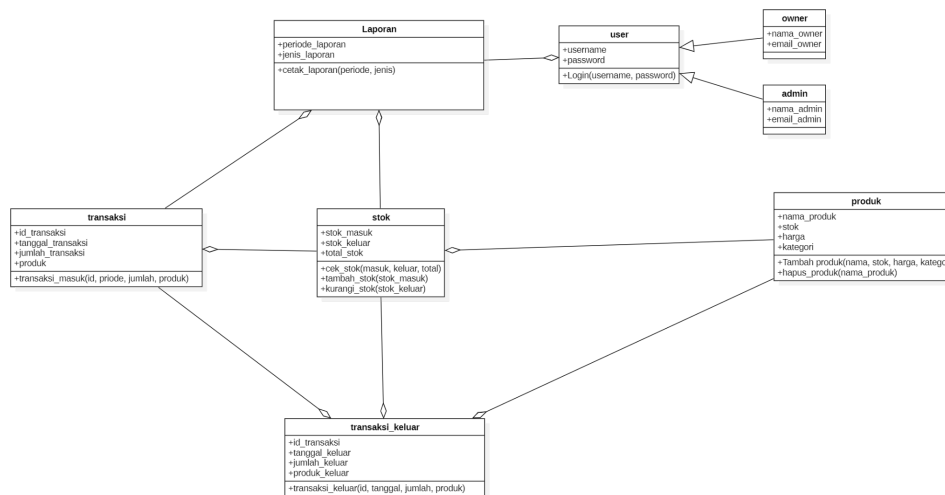 Laporan
+periode_laporan
+jenis_laporan
+cetak_laporan(periode, jenis)
user
+username
+password
+Login(username, password)
owner
+nama_owner
+email_owner
admin
+nama_admin
+email_admin
transaksi
+id_transaksi
+tanggal_transaksi
+jumlah_transaksi
+produk
+transaksi_masuk(id, priode, jumlah, produk)
stok
+stok_masuk
+stok_keluar
+total_stok
+cek_stok(masuk, keluar, total)
+tambah_stok(stok_masuk)
+kurangi_stok(stok_keluar)
produk
+nama_produk
+stok
+harga
+kategori
+Tambah produk(nama, stok, harga, katego
+hapus_produk(nama_produk)
transaksi_keluar
+id_transaksi
+tanggal_keluar
+jumlah_keluar
+produk_keluar
+transaksi_keluar(id, tanggal, jumlah, produk)